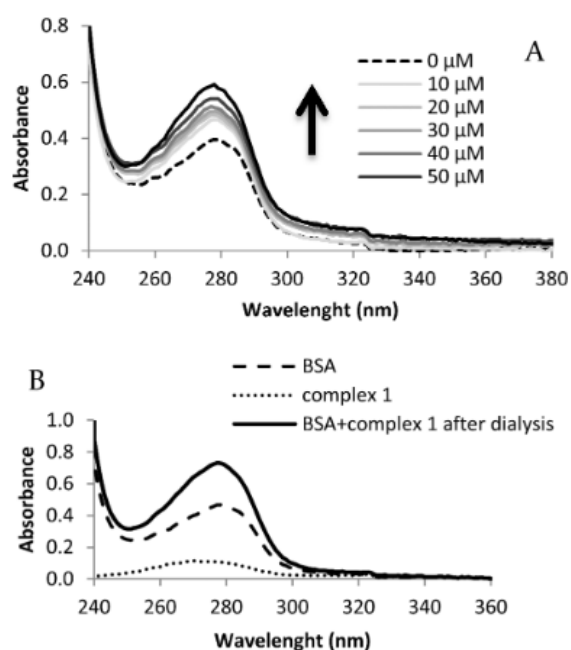 A
0 µM
10 µM
20 µM
30 µM
40 µM
50 µM
Absorbance
0.8
0.6
0.4
0.2
0.0
240 260 280 300 320 340 360 380
Wavelenght (nm)
B
BSA
complex 1
BSA+complex 1 after dialysis
Absorbance
1.0
0.8
0.6
0.4
0.2
0.0
240 260 280 300 320 340 360
Wavelenght (nm)